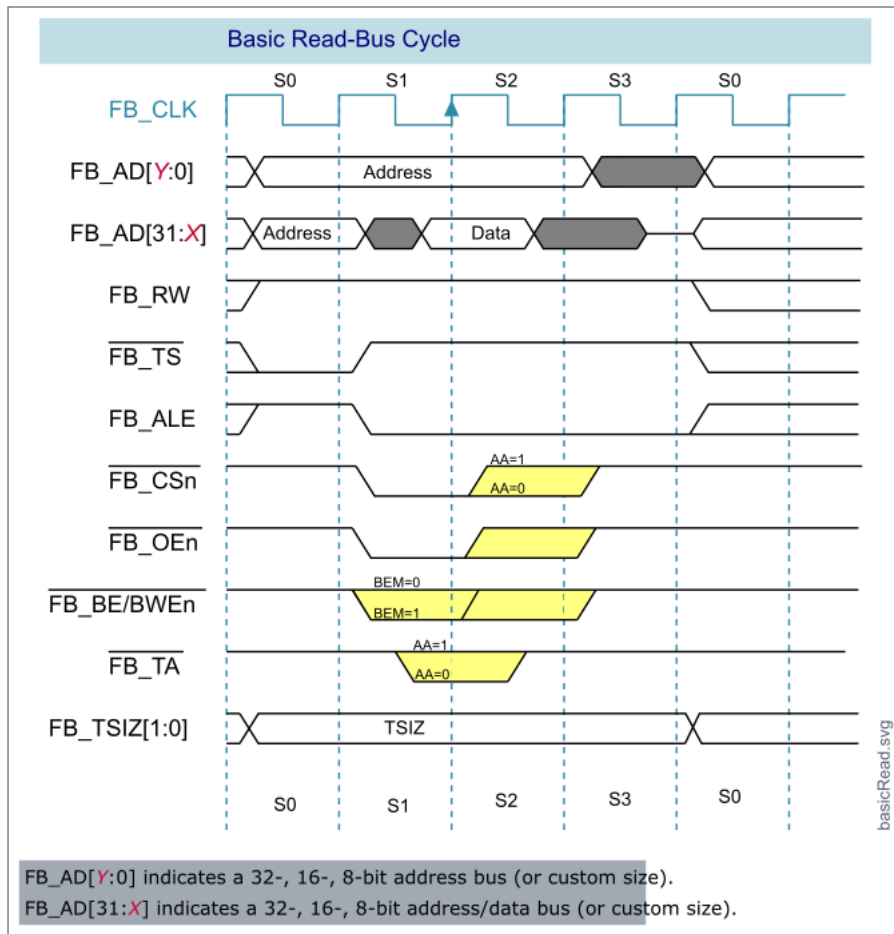 Basic Read-Bus Cycle
S0 S1 S2 S3 S0
FB_CLK
FB_AD[Y:0] Address
FB_AD[31:X] Address Data
FB_RW
FB_TS
FB_ALE
FB_CSn AA=1
AA=0
FB_OEn
BEM=0
FB_BE/BWEn BEM=1
AA=1
FB_TA AA=0
FB_TSIZ[1:0] TSIZ
S0 S1 S2 S3 S0
basicRead.svg
FB_AD[Y:0] indicates a 32-, 16-, 8-bit address bus (or custom size).
FB_AD[31:X] indicates a 32-, 16-, 8-bit address/data bus (or custom size).